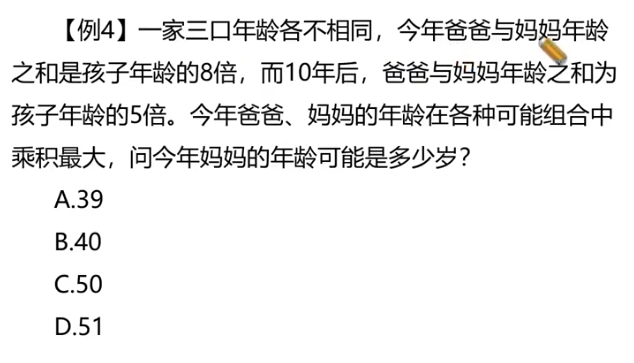 【例4】一家三口年龄各不相同，今年爸爸与妈妈年龄
之和是孩子年龄的8倍，而10年后，爸爸与妈妈年龄之和为
孩子年龄的5倍。今年爸爸、妈妈的年龄在各种可能组合中
乘积最大，问今年妈妈的年龄可能是多少岁？
A.39
B.40
C.50
D.51